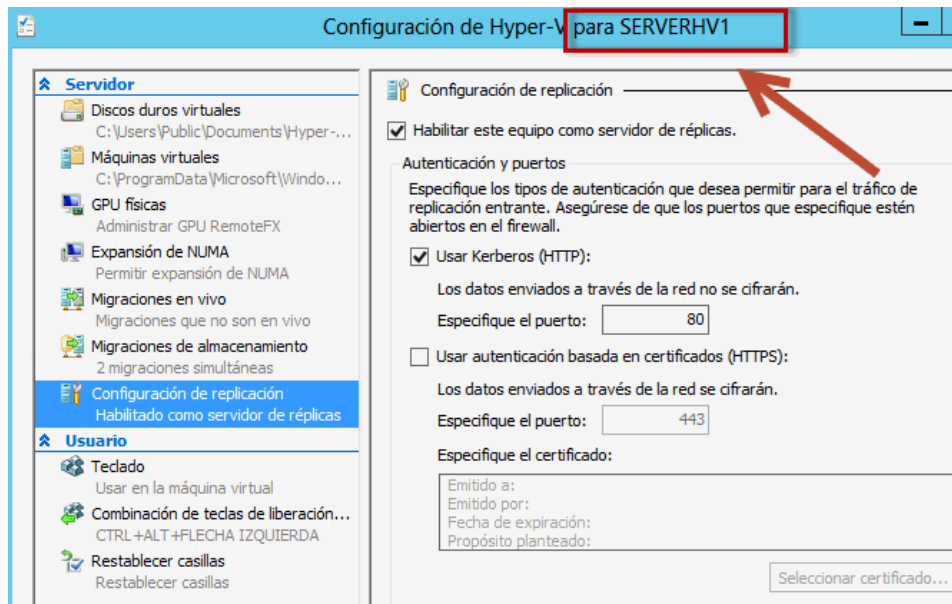 Configuración de Hyper-V para SERVERHV1
Servidor
Discos duros virtuales
C:\Users\Public\Documents\Hyper-...
Máquinas virtuales
C:\ProgramData\Microsoft\Windo...
GPU físicas
Administrar GPU RemoteFX
Expansión de NUMA
Permitir expansión de NUMA
Migraciones en vivo
Migraciones que no son en vivo
Migraciones de almacenamiento
2 migraciones simultáneas
Configuración de replicación
Habilitado como servidor de réplicas
Usuario
Teclado
Usar en la máquina virtual
Combinación de teclas de liberación...
CTRL+ALT+FLECHA IZQUIERDA
Restablecer casillas
Restablecer casillas
Configuración de replicación
Habilitar este equipo como servidor de réplicas.
Autenticación y puertos
Especifique los tipos de autenticación que desea permitir para el tráfico de
replicación entrante. Asegúrese de que los puertos que especifique estén
abiertos en el firewall.
Usar Kerberos (HTTP):
Los datos enviados a través de la red no se cifrarán.
Especifique el puerto: 80
Usar autenticación basada en certificados (HTTPS):
Los datos enviados a través de la red se cifrarán.
Especifique el puerto: 443
Especifique el certificado:
Emitido a:
Emitido por:
Fecha de expiración:
Propósito planteado:
Seleccionar certificado...